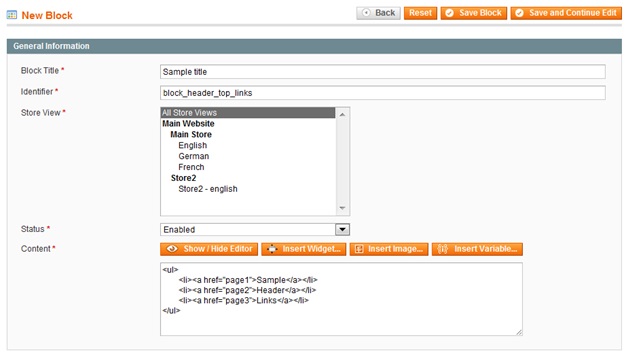 New Block
Back Reset Save Block Save and Continue Edit
General Information
Block Title * Sample title
Identifier * block_header_top_links
Store View * All Store Views
Main Website
Main Store
English
German
French
Store2
Store2 - english
Status * Enabled
Content * Show / Hide Editor Insert Widget... Insert Image... Insert Variable...
<ul>
<li><a href="page1">Sample</a></li>
<li><a href="page2">Header</a></li>
<li><a href="page3">Links</a></li>
</ul>